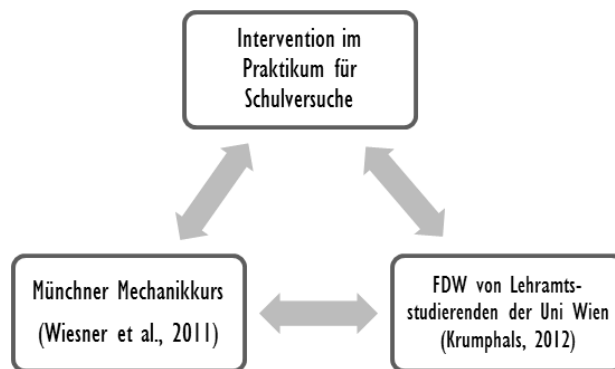 Intervention im
Praktikum für
Schulversuche
Münchner Mechanikkurs
(Wiesner et al., 2011)
FDW von Lehramts-
studierenden der Uni Wien
(Krumphals, 2012)